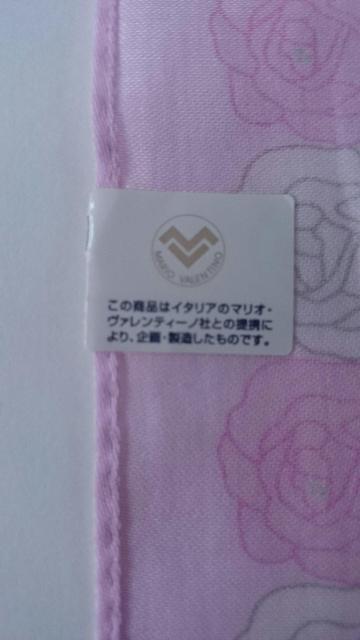 MARIO VALENTINO
この商品はイタリアのマリオ・
ヴァレンティーノ社との提携に
より、企画・製造したものです。